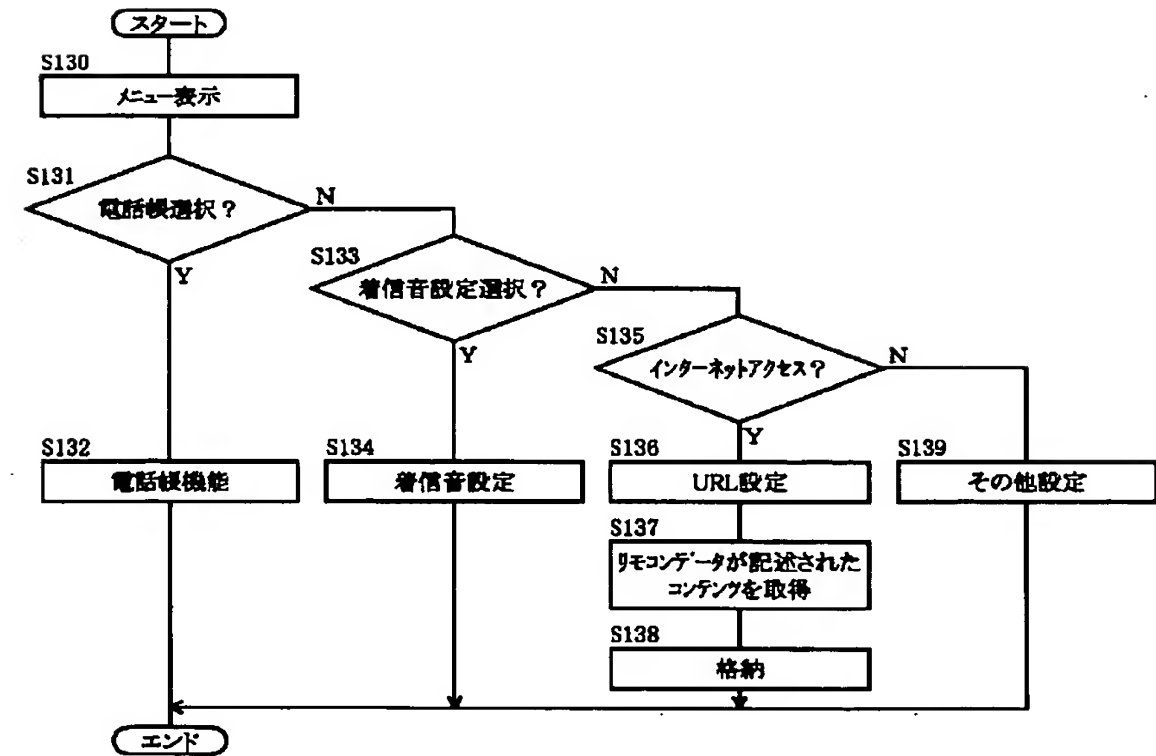 スタート
S130
メニュー表示
S131
電話帳選択？
N
Y
S133
着信音設定選択？
N
Y
S135
インターネットアクセス？
N
Y
S132
電話帳機能
S134
着信音設定
S136
URL設定
S139
その他設定
S137
リモコンデータが記述された
コンテンツを取得
S138
格納
エンド